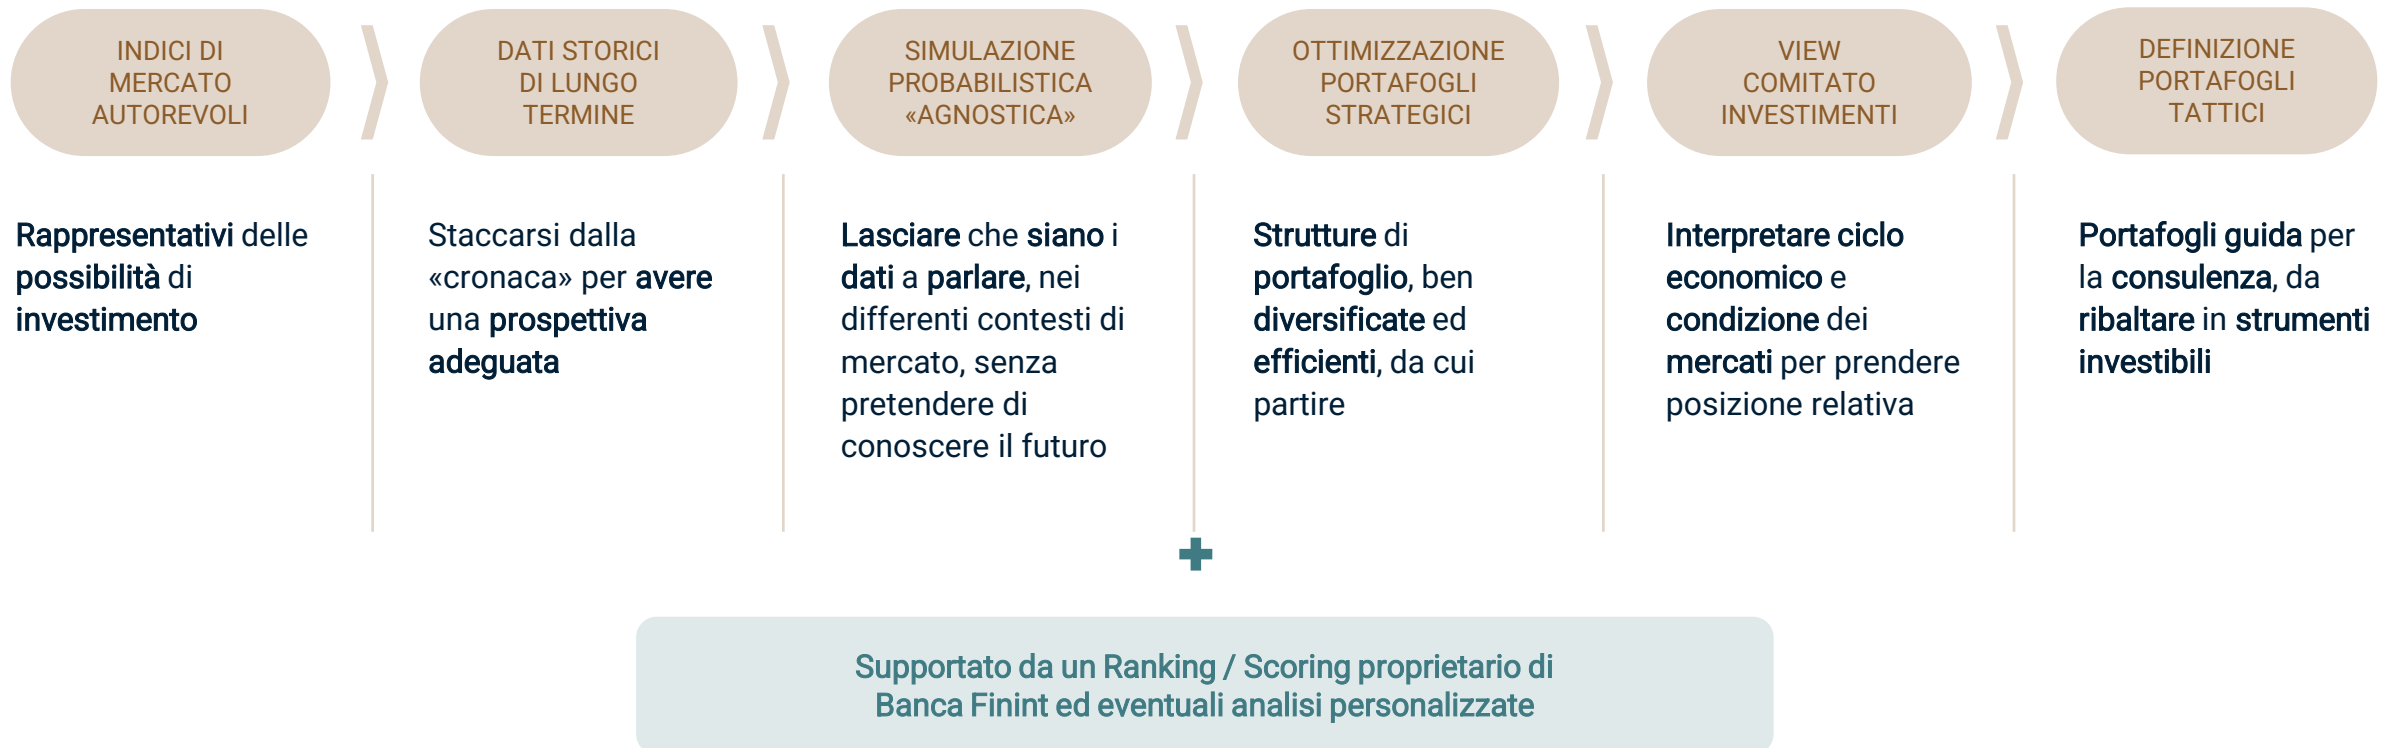 INDICI DI
MERCATO
AUTOREVOLI
DATI STORICI
DI LUNGO
TERMINE
SIMULAZIONE
PROBABILISTICA
«AGNOSTICA»
OTTIMIZZAZIONE
PORTAFOGLI
STRATEGICI
VIEW
COMITATO
INVESTIMENTI
DEFINIZIONE
PORTAFOGLI
TATTICI
Rappresentativi delle
possibilità di
investimento
Staccarsi dalla
«cronaca» per avere
una prospettiva
adeguata
Lasciare che siano i
dati a parlare, nei
differenti contesti di
mercato, senza
pretendere di
conoscere il futuro
Strutture di
portafoglio, ben
diversificate ed
efficienti, da cui
partire
Interpretare ciclo
economico e
condizione dei
mercati per prendere
posizione relativa
Portafogli guida per
la consulenza, da
ribaltare in strumenti
investibili
Supportato da un Ranking / Scoring proprietario di
Banca Finint ed eventuali analisi personalizzate